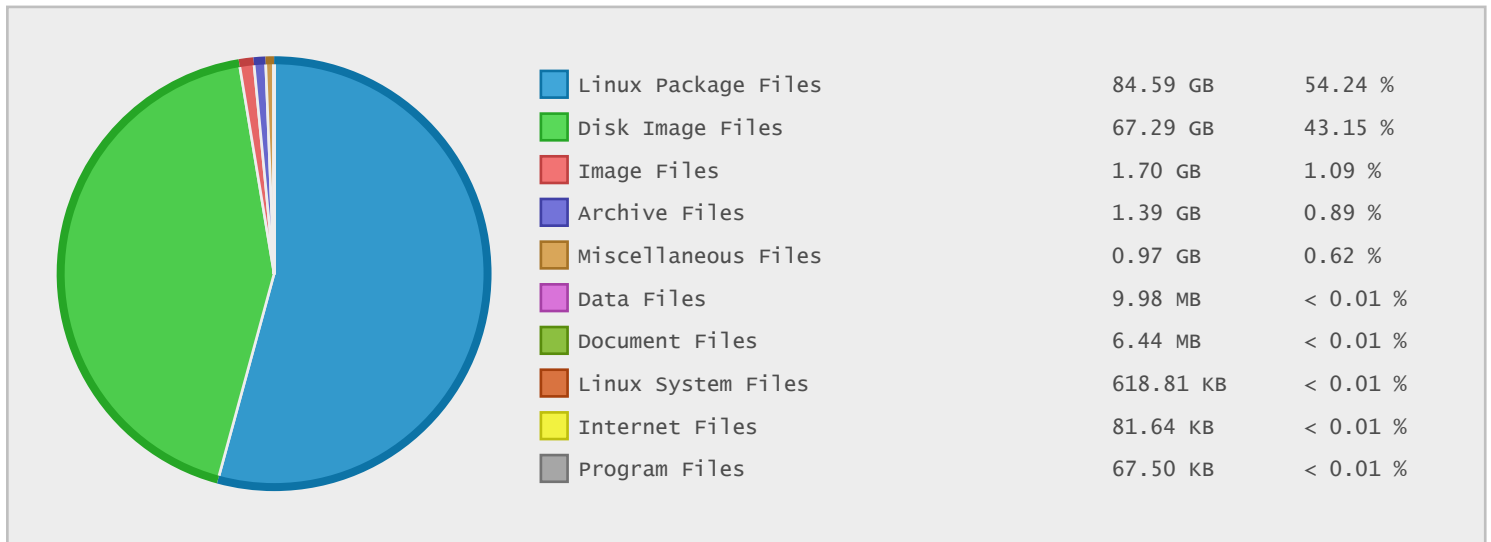 Linux Package Files 84.59 GB 54.24 %
Disk Image Files 67.29 GB 43.15 %
Image Files 1.70 GB 1.09 %
Archive Files 1.39 GB 0.89 %
Miscellaneous Files 0.97 GB 0.62 %
Data Files 9.98 MB < 0.01 %
Document Files 6.44 MB < 0.01 %
Linux System Files 618.81 KB < 0.01 %
Internet Files 81.64 KB < 0.01 %
Program Files 67.50 KB < 0.01 %